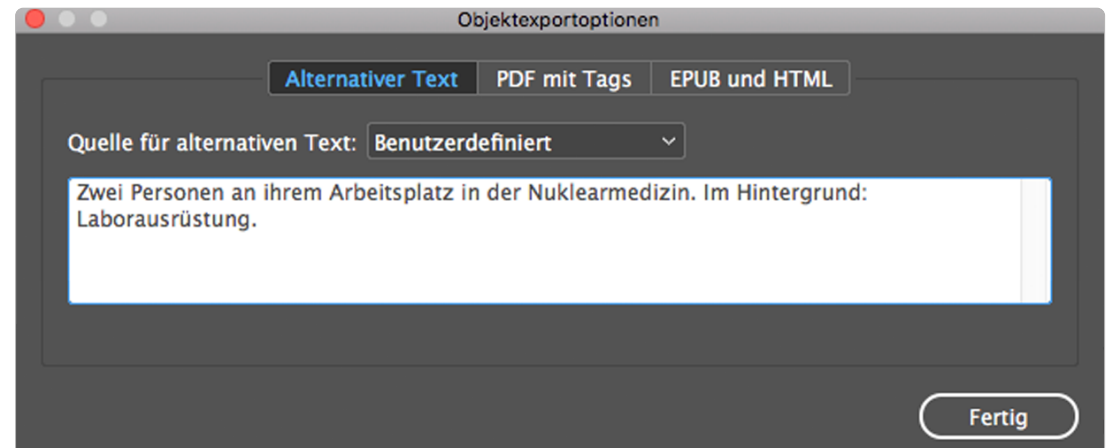 Objektexportoptionen
Alternativer Text
PDF mit Tags
EPUB und HTML
Quelle für alternativen Text: Benutzerdefiniert
Zwei Personen an ihrem Arbeitsplatz in der Nuklearmedizin. Im Hintergrund:
Laborausrüstung.
Fertig